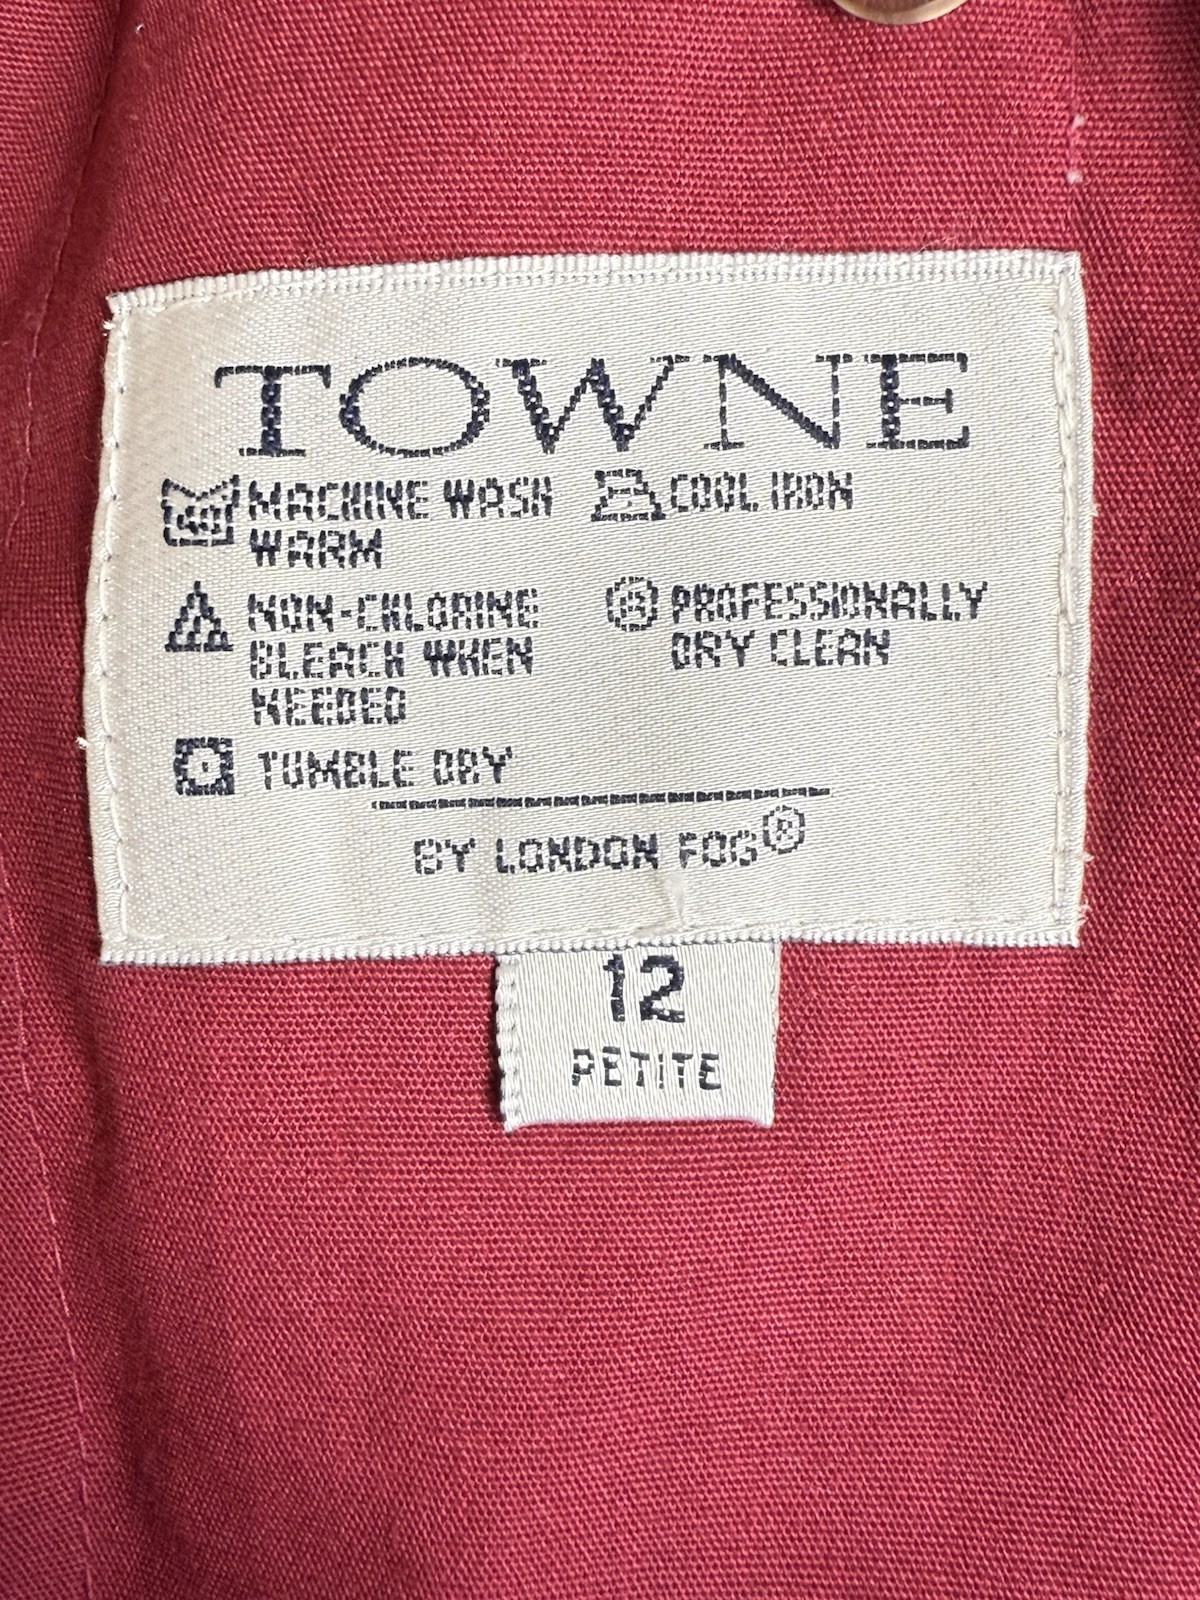 TOWNE
40 MACHINE WASH
WARM
NON-CHLORINE
BLEACH WHEN
NEEDED
TUMBLE DRY
COOL IRON
PROFESSIONALLY
DRY CLEAN
BY LONDON FOG®
12
PETITE